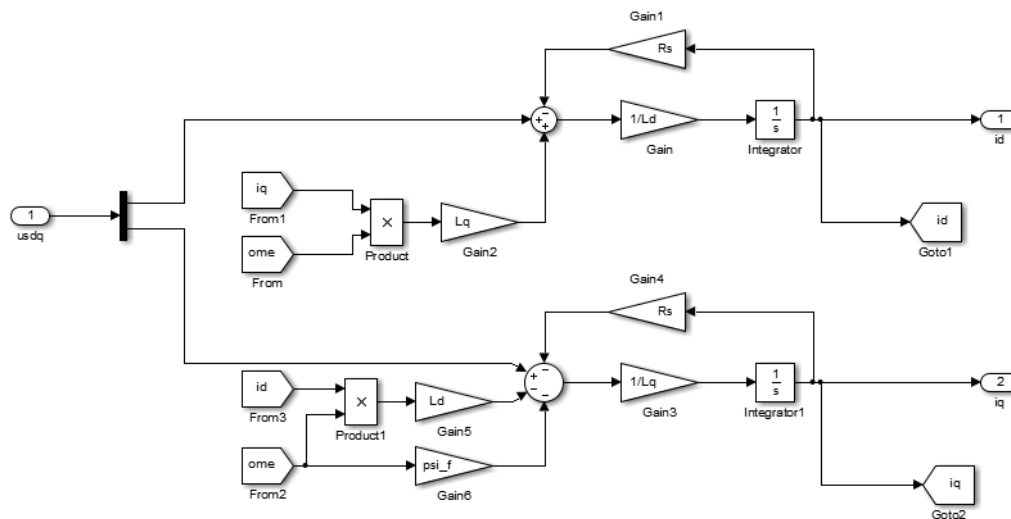 Gain1
Rs
1/Ld
Gain
1
s
Integrator
1
id
iq
From1
ome
From
×
Product
Lq
Gain2
1
usdq
id
Goto1
Gain4
Rs
id
From3
×
Product1
Ld
Gain5
1/Lq
Gain3
1
s
Integrator1
2
iq
ome
From2
psi_f
Gain6
iq
Goto2